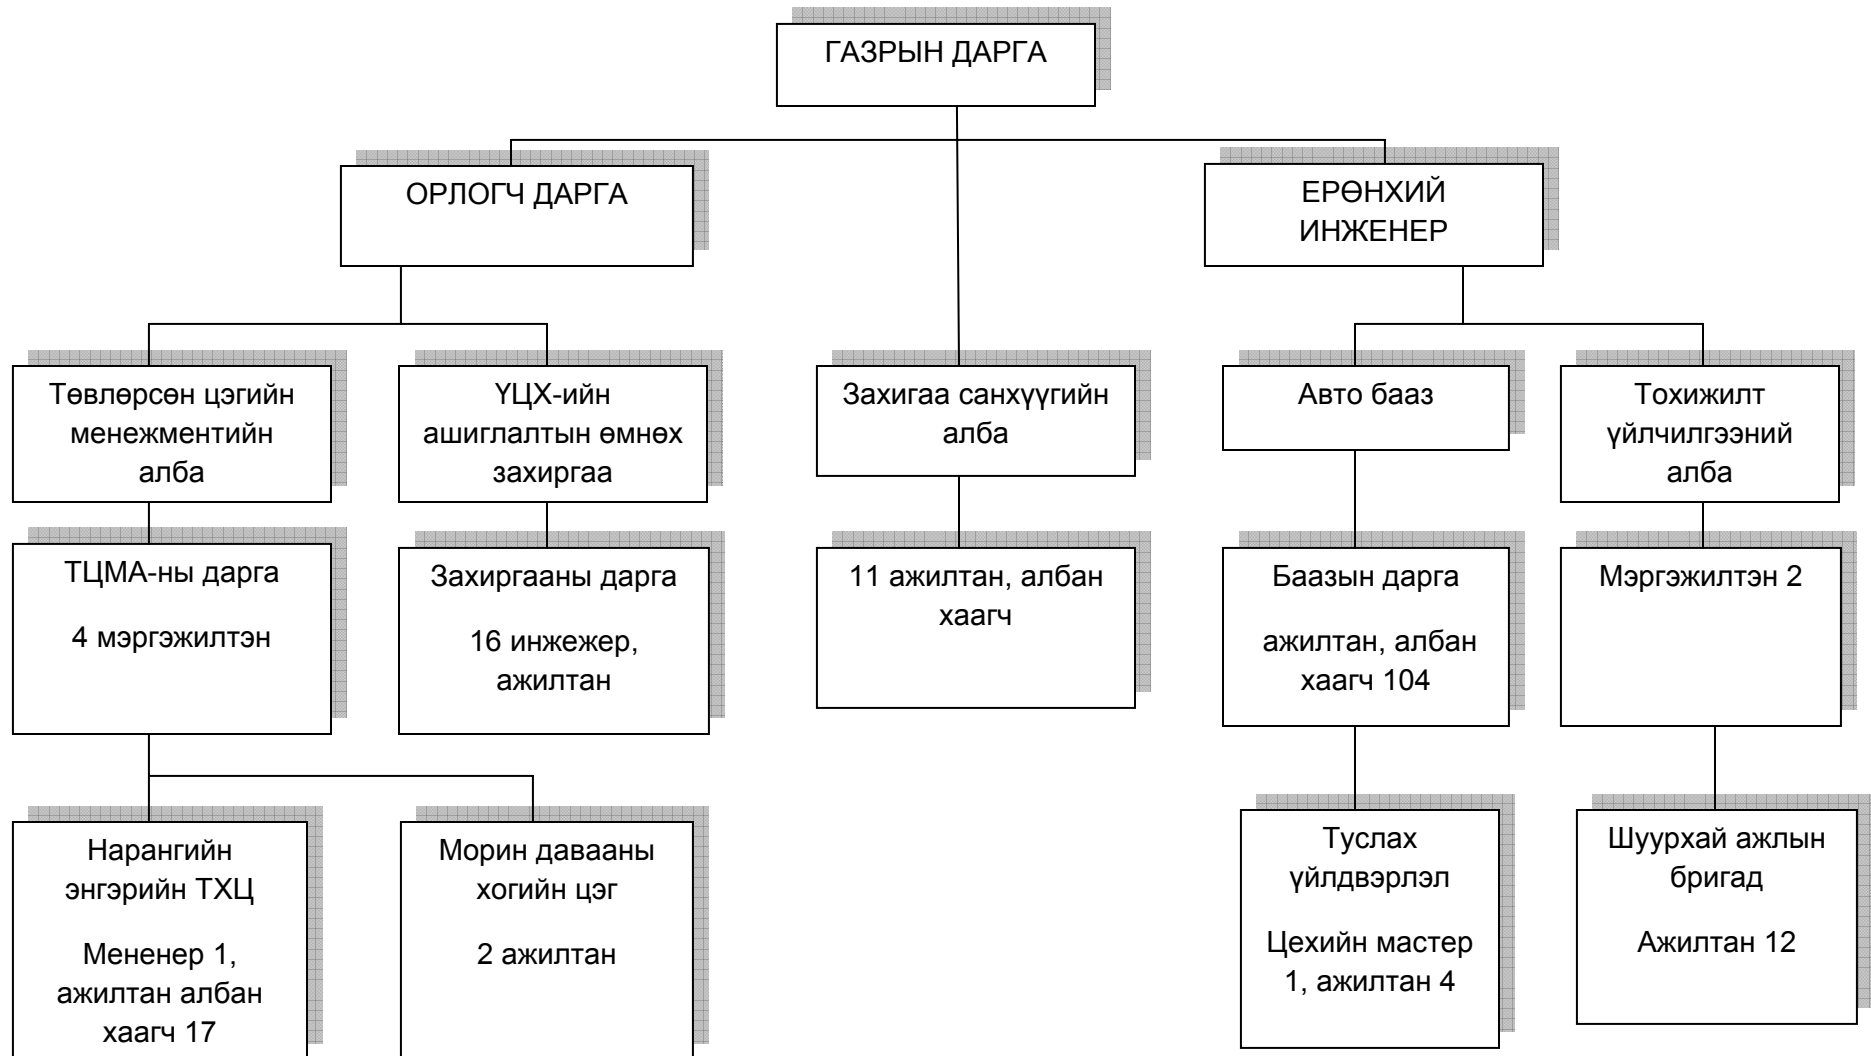 ГАЗРЫН ДАРГА
ОРЛОГЧ ДАРГА
ЕРӨНХИЙ
ИНЖЕНЕР
Төвлөрсөн цэгийн
менежментийн
алба
ҮЦХ-ийн
ашиглалтын өмнөх
захиргаа
Захигаа санхүүгийн
алба
Авто бааз
Тохижилт
үйлчилгээний
алба
ТЦМА-ны дарга
4 мэргэжилтэн
Захиргааны дарга
16 инжежер,
ажилтан
11 ажилтан, албан
хаагч
Баазын дарга
ажилтан, албан
хаагч 104
Мэргэжилтэн 2
Нарангийн
энгэрийн ТХЦ
Мененер 1,
ажилтан албан
хаагч 17
Морин давааны
хогийн цэг
2 ажилтан
Туслах
үйлдвэрлэл
Цехийн мастер
1, ажилтан 4
Шуурхай ажлын
бригад
Ажилтан 12